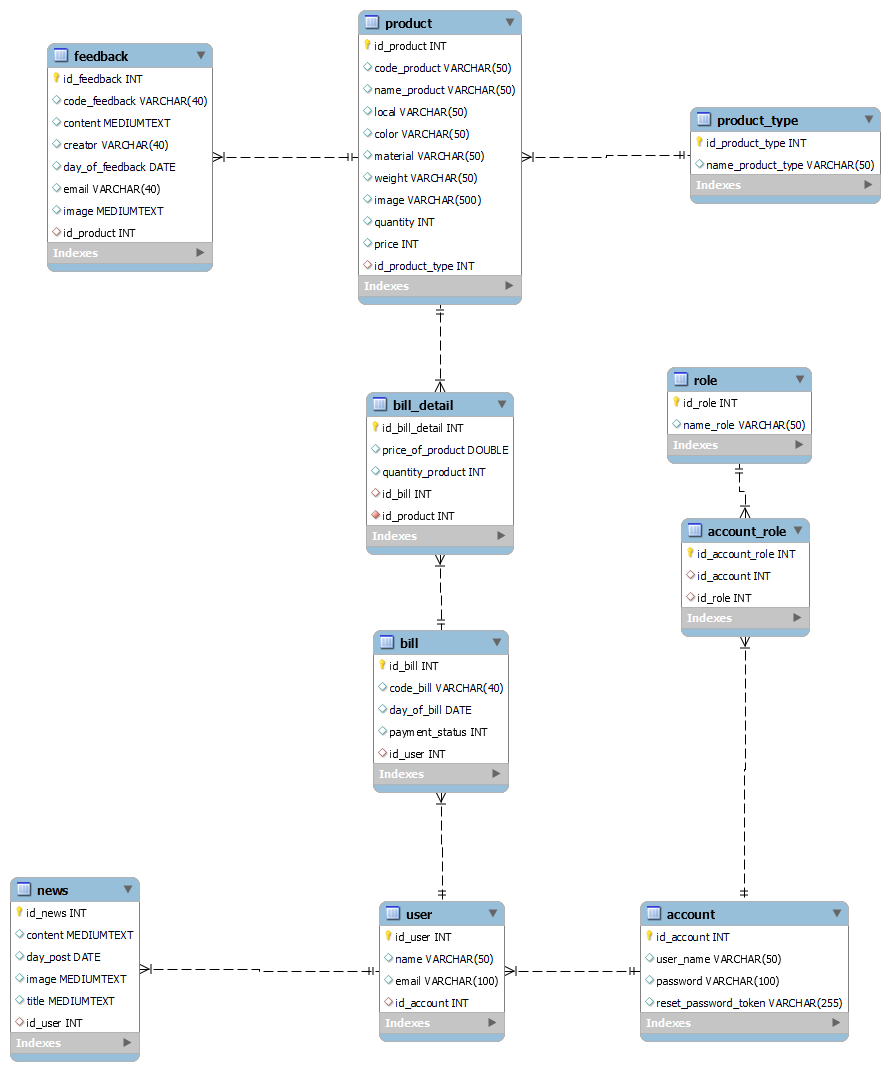 product
id_product INT
code_product VARCHAR(50)
name_product VARCHAR(50)
local VARCHAR(50)
color VARCHAR(50)
material VARCHAR(50)
weight VARCHAR(50)
image VARCHAR(500)
quantity INT
price INT
id_product_type INT
Indexes
feedback
id_feedback INT
code_feedback VARCHAR(40)
content MEDIUMTEXT
creator VARCHAR(40)
day_of_feedback DATE
email VARCHAR(40)
image MEDIUMTEXT
id_product INT
Indexes
product_type
id_product_type INT
name_product_type VARCHAR(50)
Indexes
bill_detail
id_bill_detail INT
price_of_product DOUBLE
quantity_product INT
id_bill INT
id_product INT
Indexes
role
id_role INT
name_role VARCHAR(50)
Indexes
account_role
id_account_role INT
id_account INT
id_role INT
Indexes
bill
id_bill INT
code_bill VARCHAR(40)
day_of_bill DATE
payment_status INT
id_user INT
Indexes
news
id_news INT
content MEDIUMTEXT
day_post DATE
image MEDIUMTEXT
title MEDIUMTEXT
id_user INT
Indexes
user
id_user INT
name VARCHAR(50)
email VARCHAR(100)
id_account INT
Indexes
account
id_account INT
user_name VARCHAR(50)
password VARCHAR(100)
reset_password_token VARCHAR(255)
Indexes